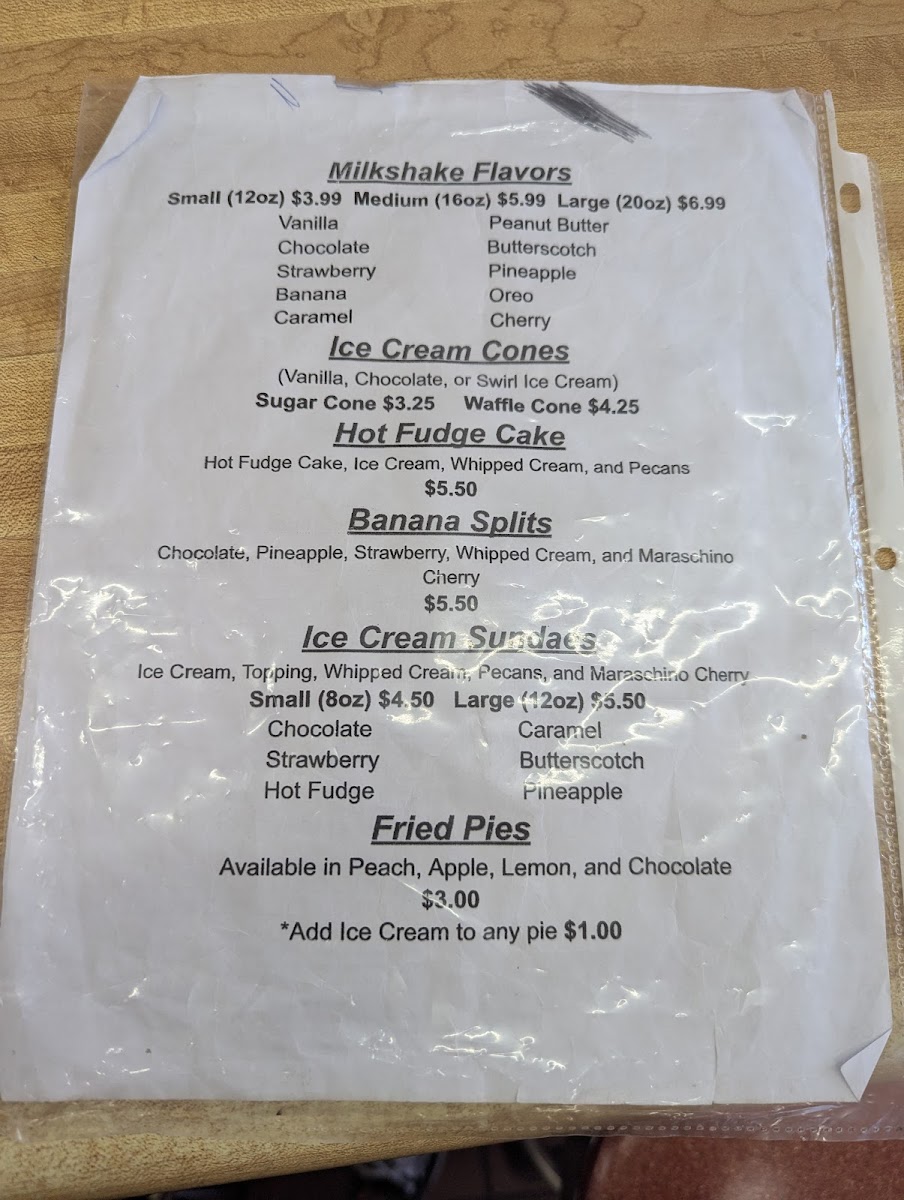 Milkshake Flavors
Small (12oz) $3.99 Medium (16oz) $5.99 Large (20oz) $6.99
Vanilla Peanut Butter
Chocolate Butterscotch
Strawberry Pineapple
Banana Oreo
Caramel Cherry
Ice Cream Cones
(Vanilla, Chocolate, or Swirl Ice Cream)
Sugar Cone $3.25 Waffle Cone $4.25
Hot Fudge Cake
Hot Fudge Cake, Ice Cream, Whipped Cream, and Pecans
$5.50
Banana Splits
Chocolate, Pineapple, Strawberry, Whipped Cream, and Maraschino
Cherry
$5.50
Ice Cream Sundaes
Ice Cream, Topping, Whipped Cream, Pecans, and Maraschino Cherry
Small (8oz) $4.50 Large (12oz) $5.50
Chocolate Caramel
Strawberry Butterscotch
Hot Fudge Pineapple
Fried Pies
Available in Peach, Apple, Lemon, and Chocolate
$3.00
*Add Ice Cream to any pie $1.00